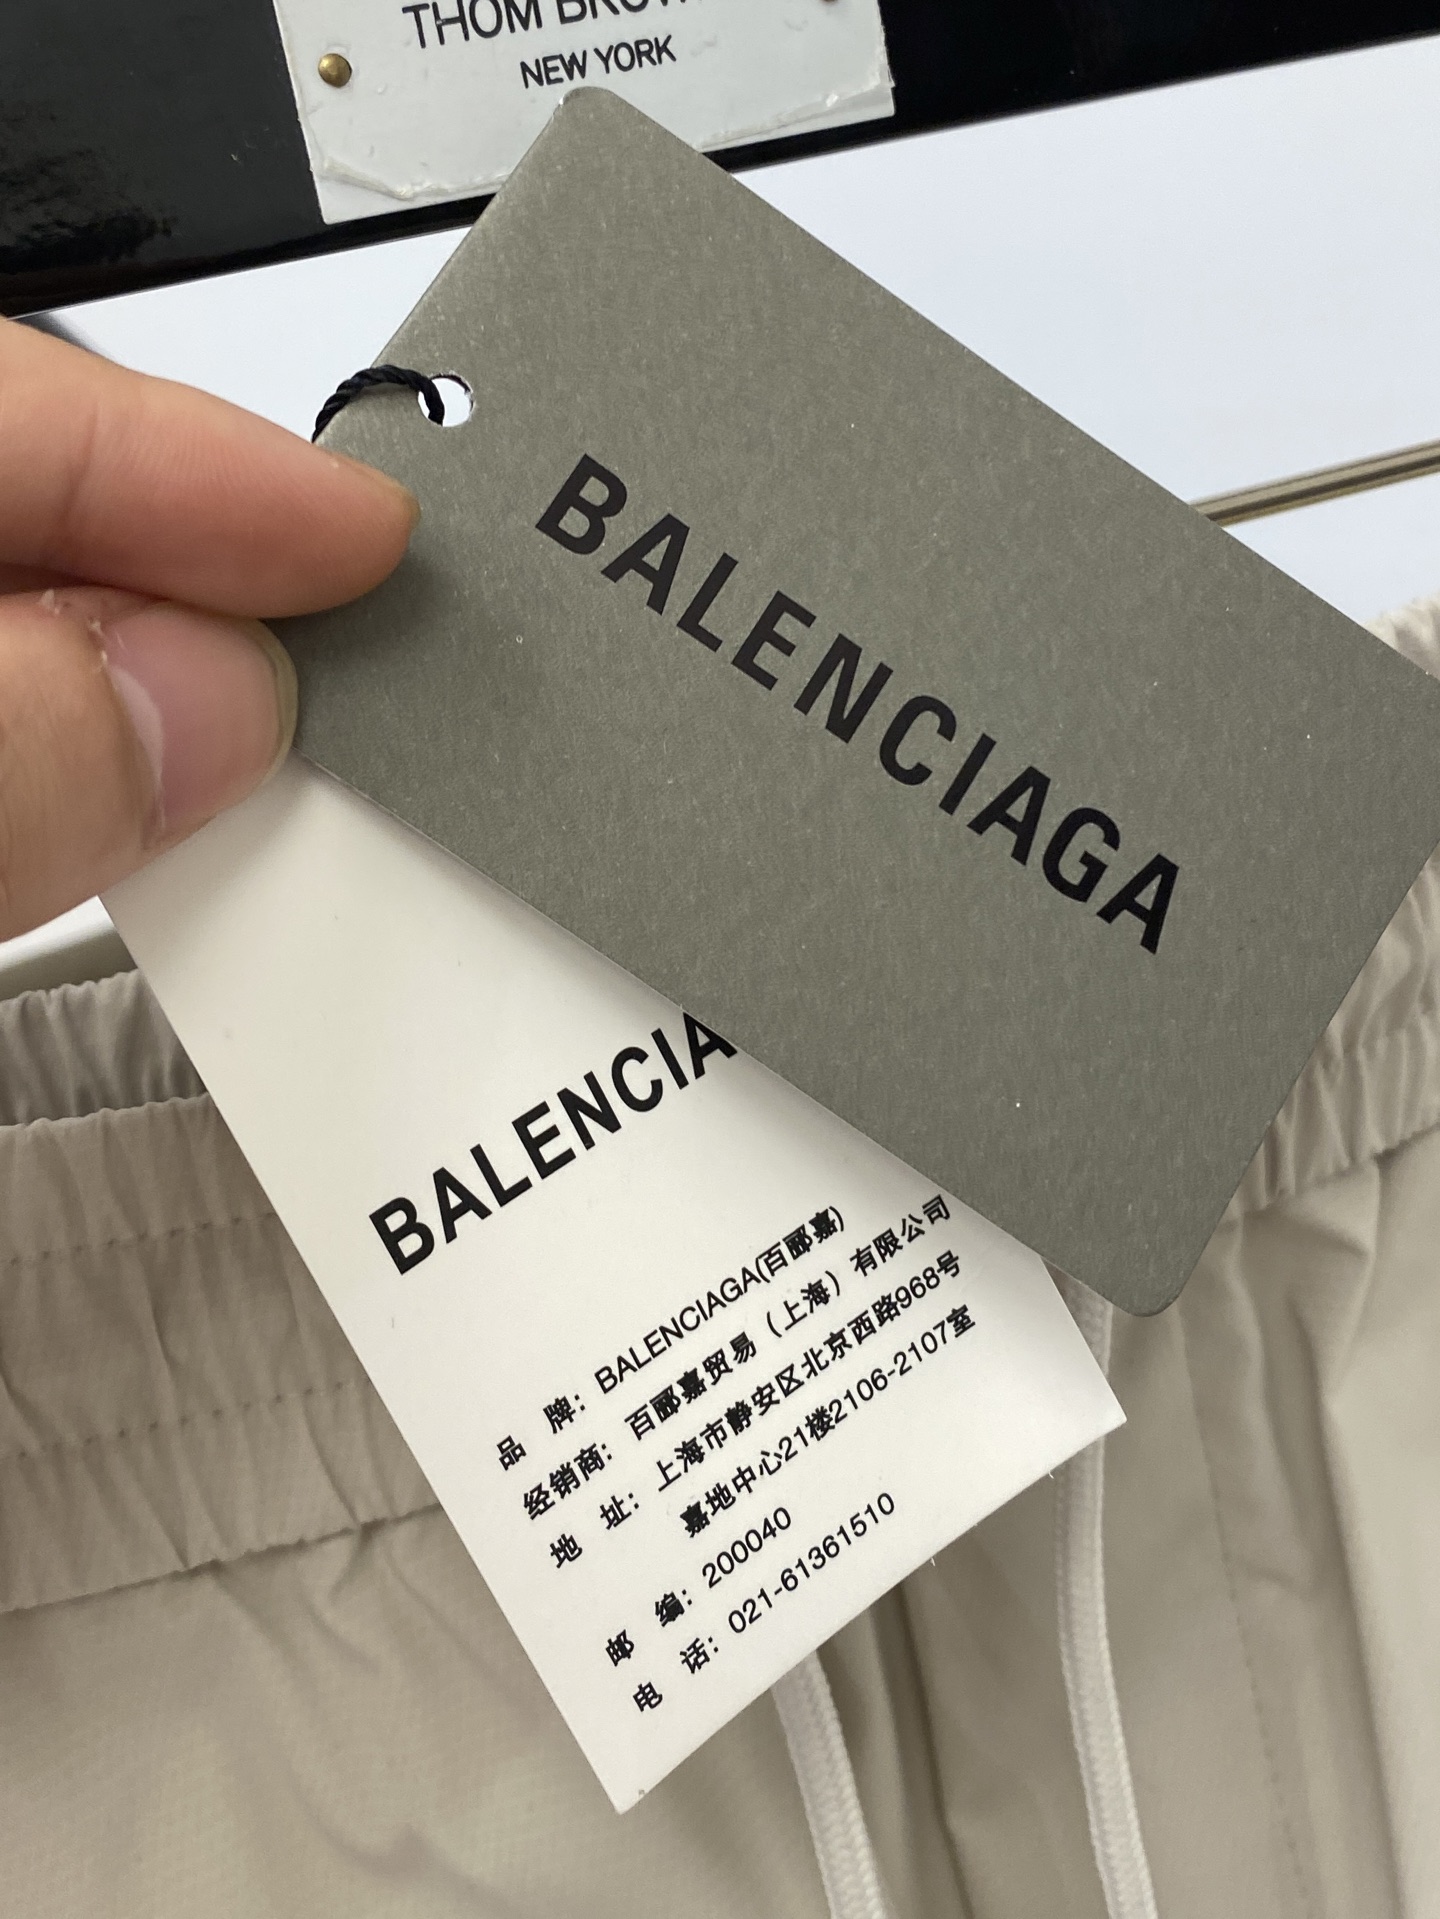 THOM BROW
NEW YORK
BALENCIAGA
BALENCIA
品 牌: BALENCIAGA(百郦嘉)
经销商: 百郦嘉贸易（上海）有限公司
地 址: 上海市静安区北京西路968号
嘉地中心21楼2106-2107室
邮 编: 200040
电 话: 021-61361510